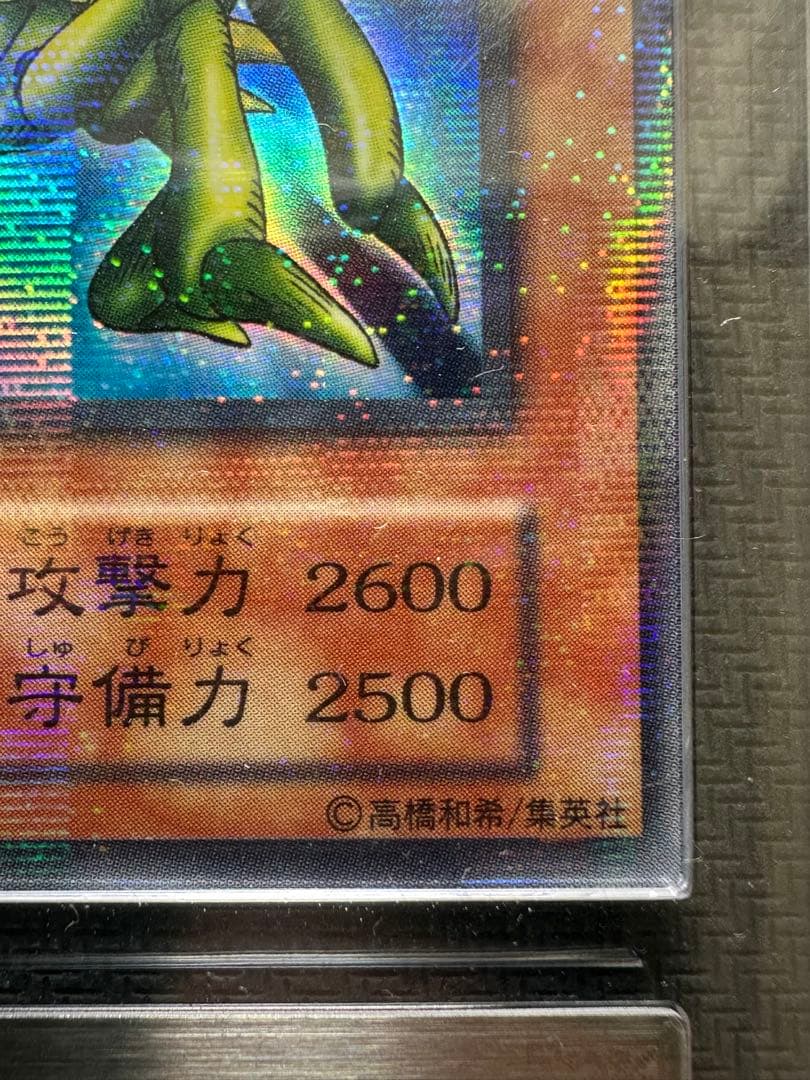 こう げき りょく
攻撃力 2600
しゅ び りょく
守備力 2500
©高橋和希/集英社